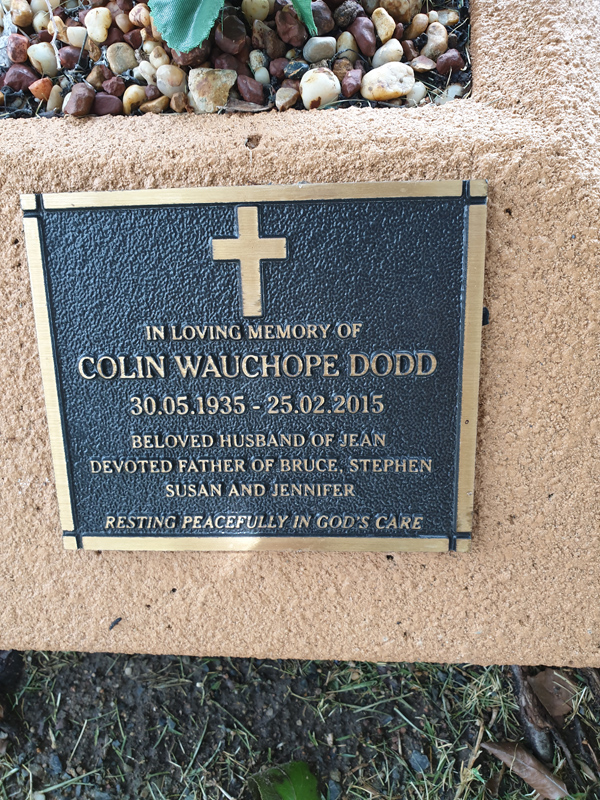 IN LOVING MEMORY OF
COLIN WAUCHOPE DODD
30.05.1935 - 25.02.2015
BELOVED HUSBAND OF JEAN
DEVOTED FATHER OF BRUCE, STEPHEN
SUSAN AND JENNIFER
RESTING PEACEFULLY IN GOD'S CARE